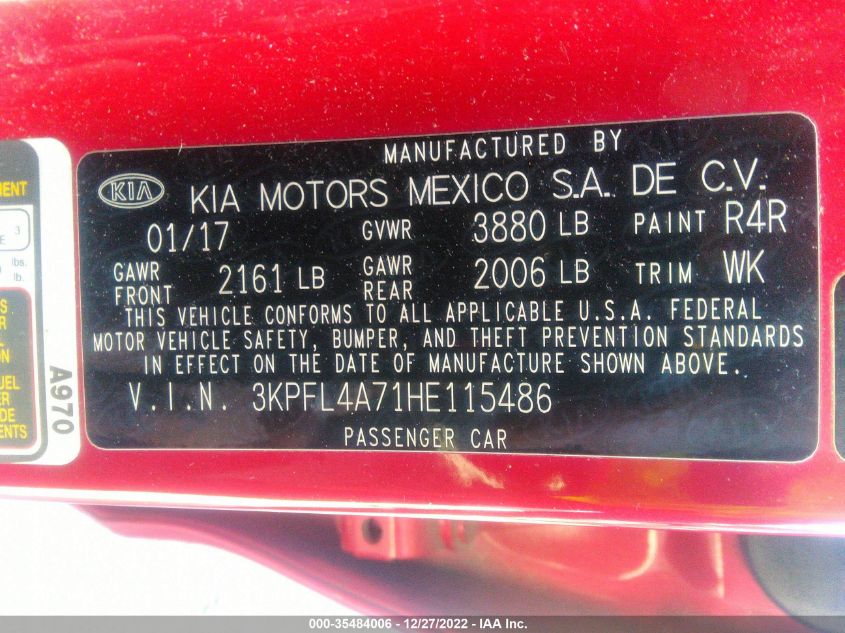 MANUFACTURED BY
KIA
KIA MOTORS MEXICO S.A. DE C.V.
01/17 GVWR 3880 LB PAINT R4R
GAWR FRONT 2161 LB GAWR REAR 2006 LB TRIM WK
THIS VEHICLE CONFORMS TO ALL APPLICABLE U.S.A. FEDERAL
MOTOR VEHICLE SAFETY, BUMPER, AND THEFT PREVENTION STANDARDS
IN EFFECT ON THE DATE OF MANUFACTURE SHOWN ABOVE.
V.I.N. 3KPFL4A71HE115486
PASSENGER CAR
A970
3
lbs.
lb.
000-35484006 - 12/27/2022 - IAA Inc.